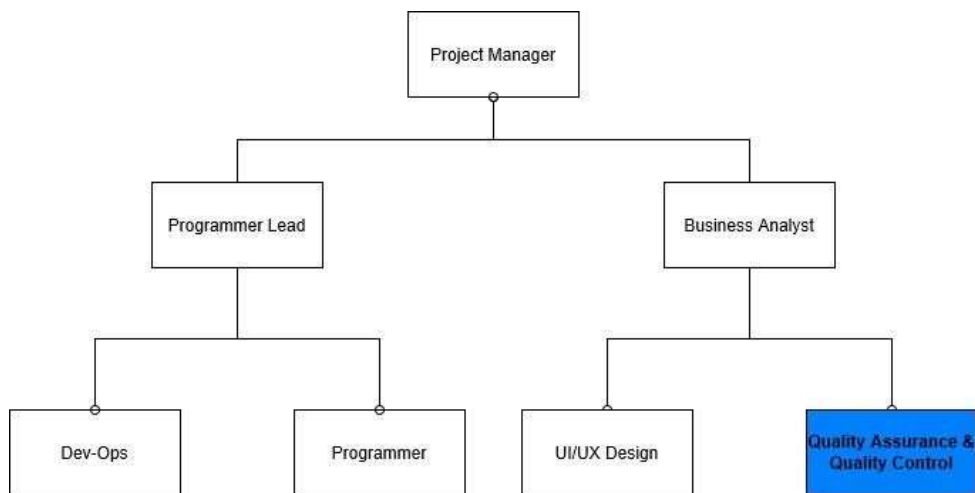 Project Manager
Programmer Lead
Business Analyst
Dev-Ops
Programmer
UI/UX Design
Quality Assurance &
Quality Control